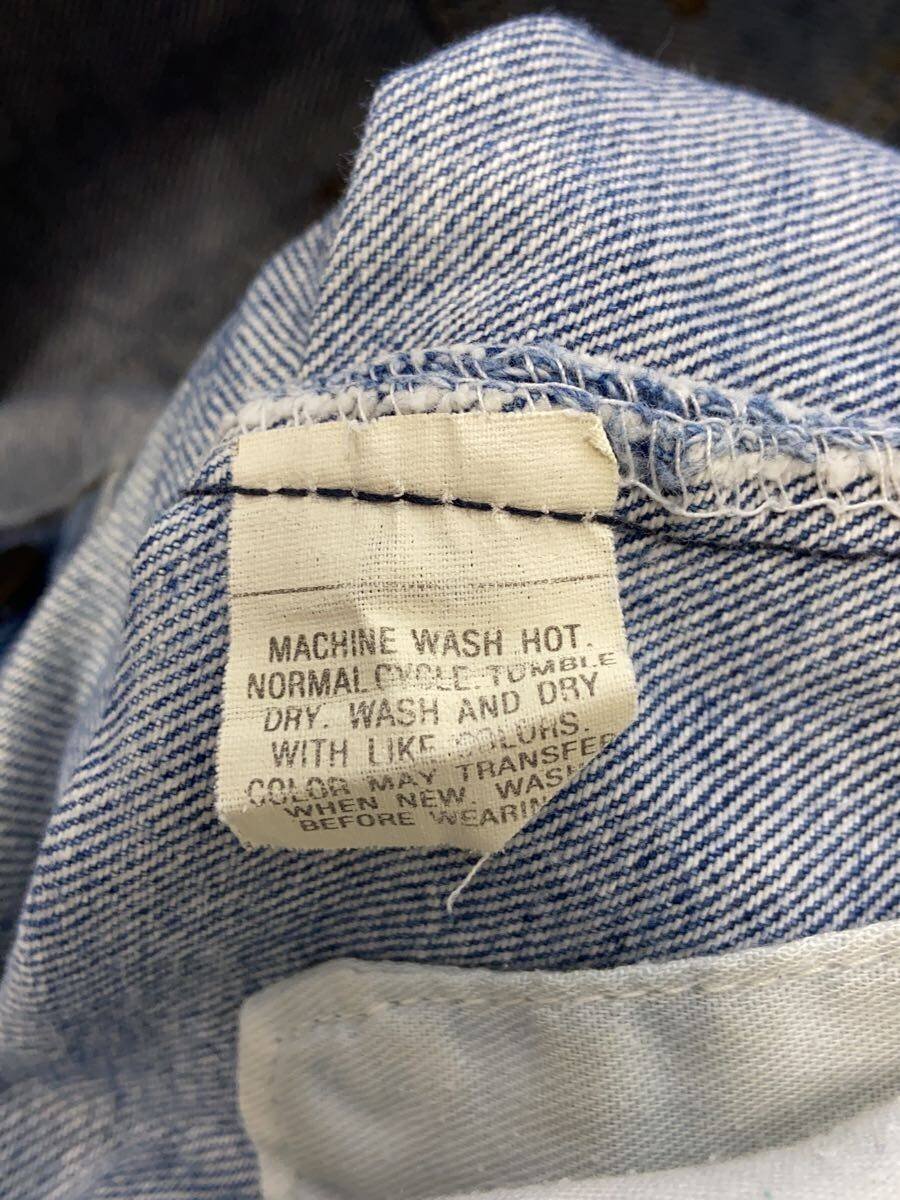 MACHINE WASH HOT.
NORMAL CYCLE TUMBLE
DRY. WASH AND DRY
WITH LIKE COLORS.
COLOR MAY TRANSFER
WHEN NEW. WASH
BEFORE WEARIN